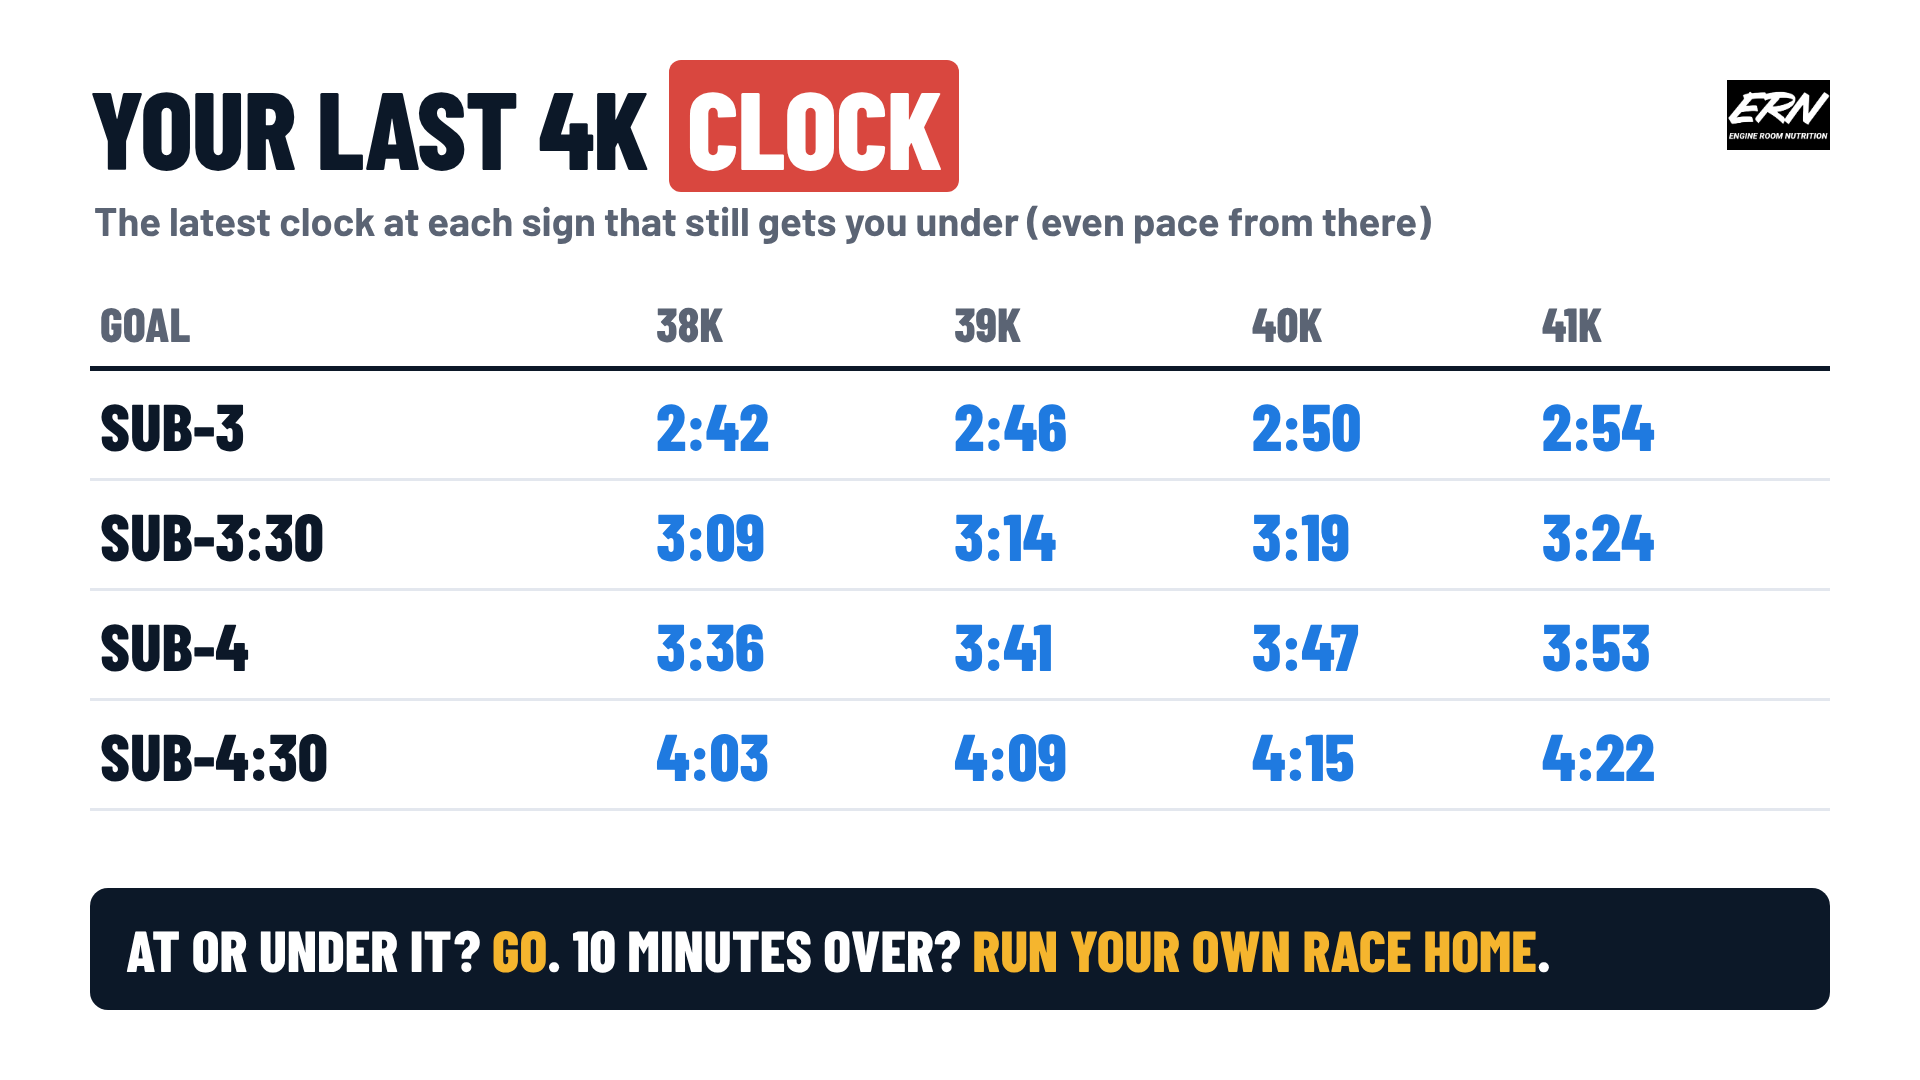 YOUR LAST 4K CLOCK
ERN
ENGINE ROOM NUTRITION
The latest clock at each sign that still gets you under (even pace from there)
GOAL 38K 39K 40K 41K
SUB-3 2:42 2:46 2:50 2:54
SUB-3:30 3:09 3:14 3:19 3:24
SUB-4 3:36 3:41 3:47 3:53
SUB-4:30 4:03 4:09 4:15 4:22
AT OR UNDER IT? GO. 10 MINUTES OVER? RUN YOUR OWN RACE HOME.